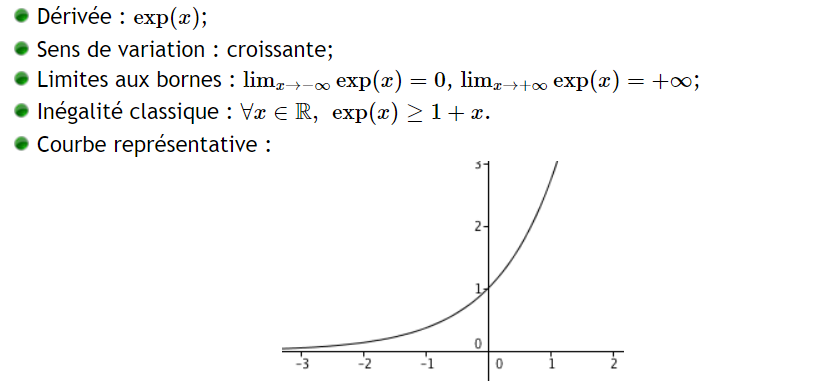 Dérivée : exp(x);
Sens de variation : croissante;
Limites aux bornes : lim_{x→−∞} exp(x) = 0, lim_{x→+∞} exp(x) = +∞;
Inégalité classique : ∀x ∈ ℝ, exp(x) ≥ 1 + x.
Courbe représentative :
3
2
1
0
-3 -2 -1 0 1 2